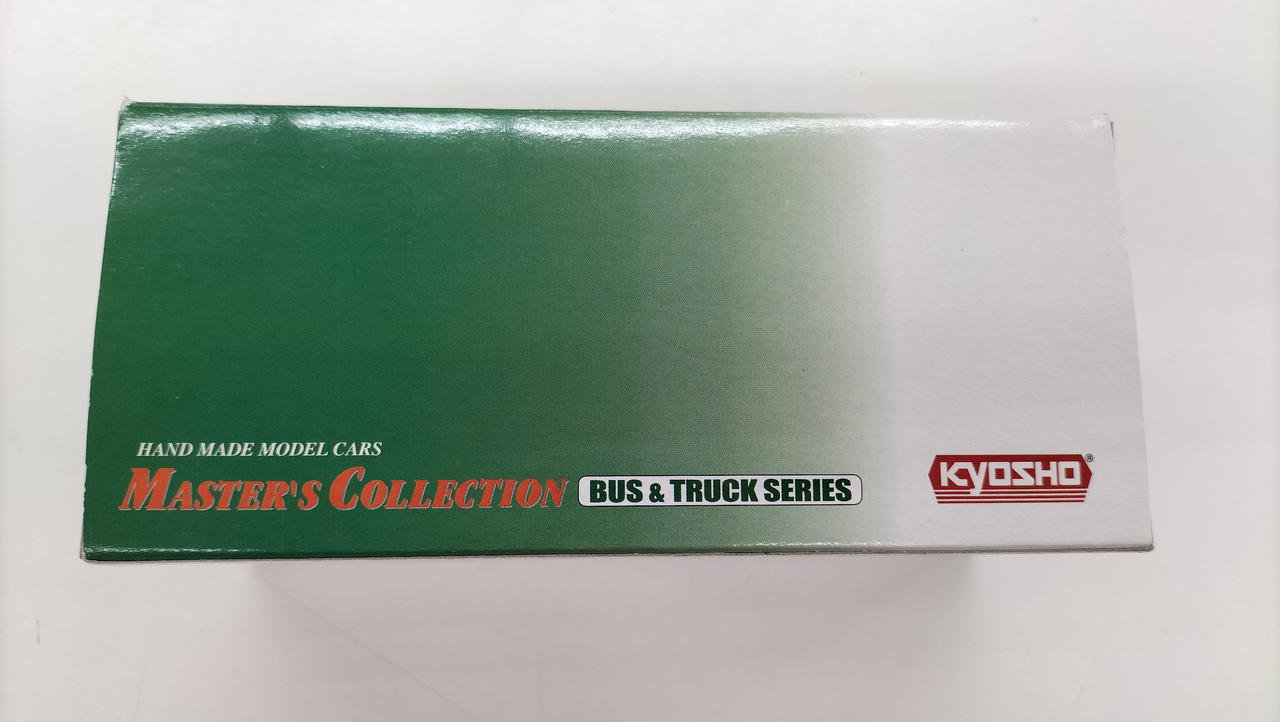 HAND MADE MODEL CARS
MASTER'S COLLECTION BUS & TRUCK SERIES
KYOSHO®